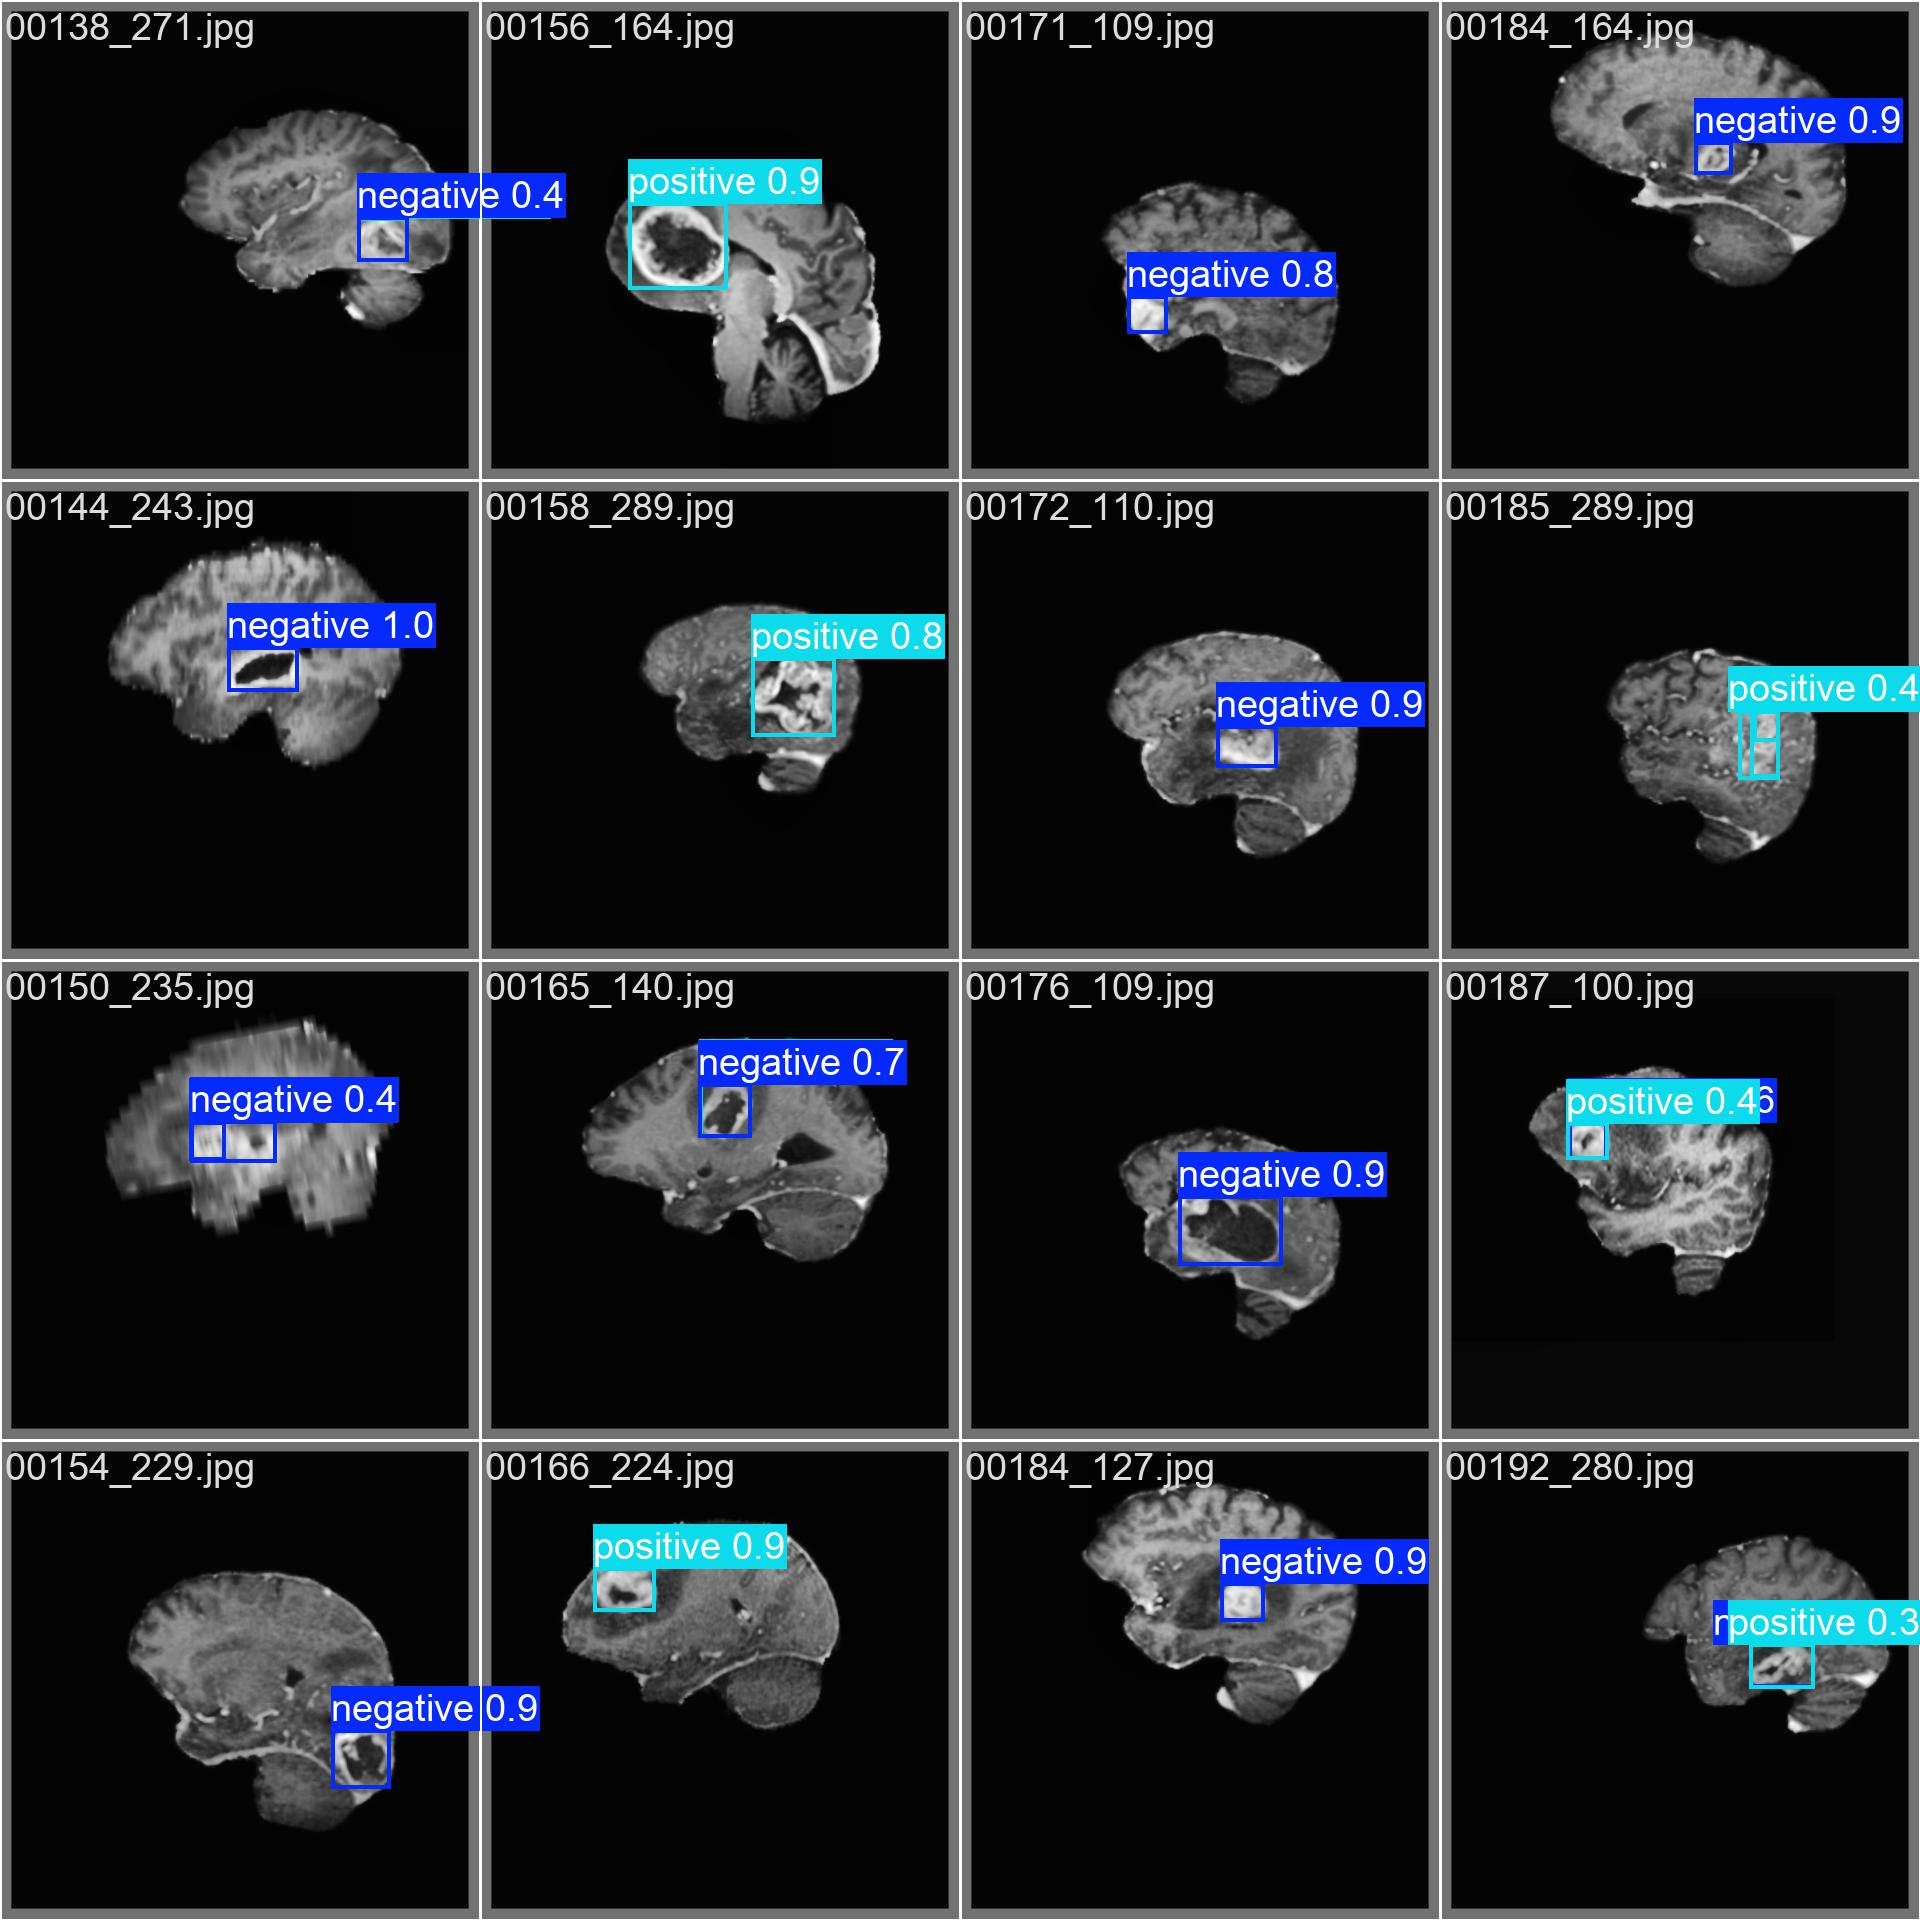 00138_271.jpg
negative 0.4
00156_164.jpg
positive 0.9
00171_109.jpg
negative 0.8
00184_164.jpg
negative 0.9
00144_243.jpg
negative 1.0
00158_289.jpg
positive 0.8
00172_110.jpg
negative 0.9
00185_289.jpg
positive 0.4
00150_235.jpg
negative 0.4
00165_140.jpg
negative 0.7
00176_109.jpg
negative 0.9
00187_100.jpg
positive 0.4
6
00154_229.jpg
negative 0.9
00166_224.jpg
positive 0.9
00184_127.jpg
negative 0.9
00192_280.jpg
positive 0.3